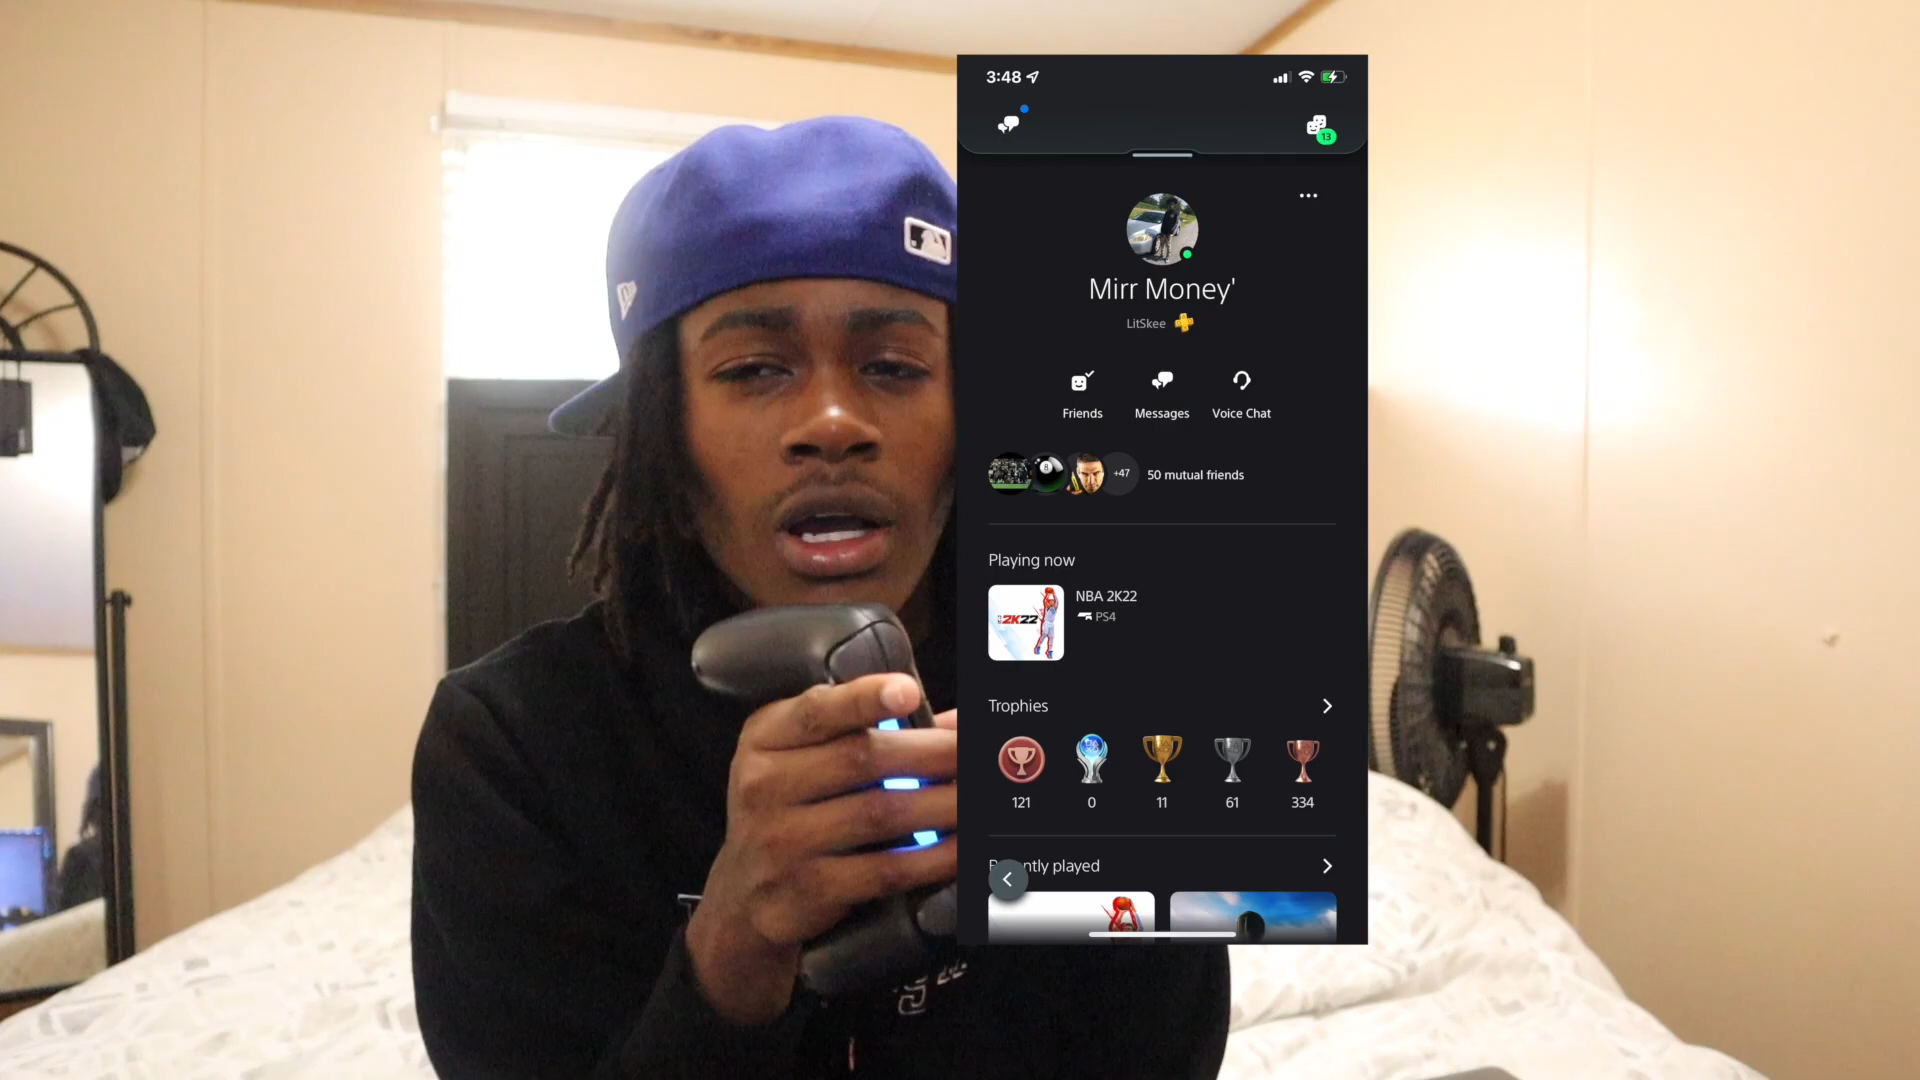 3:48
13
Mirr Money'
LitSkee
Friends
Messages
Voice Chat
8
+47
50 mutual friends
Playing now
2K22
NBA 2K22
PS4
Trophies
121
0
11
61
334
ntly played